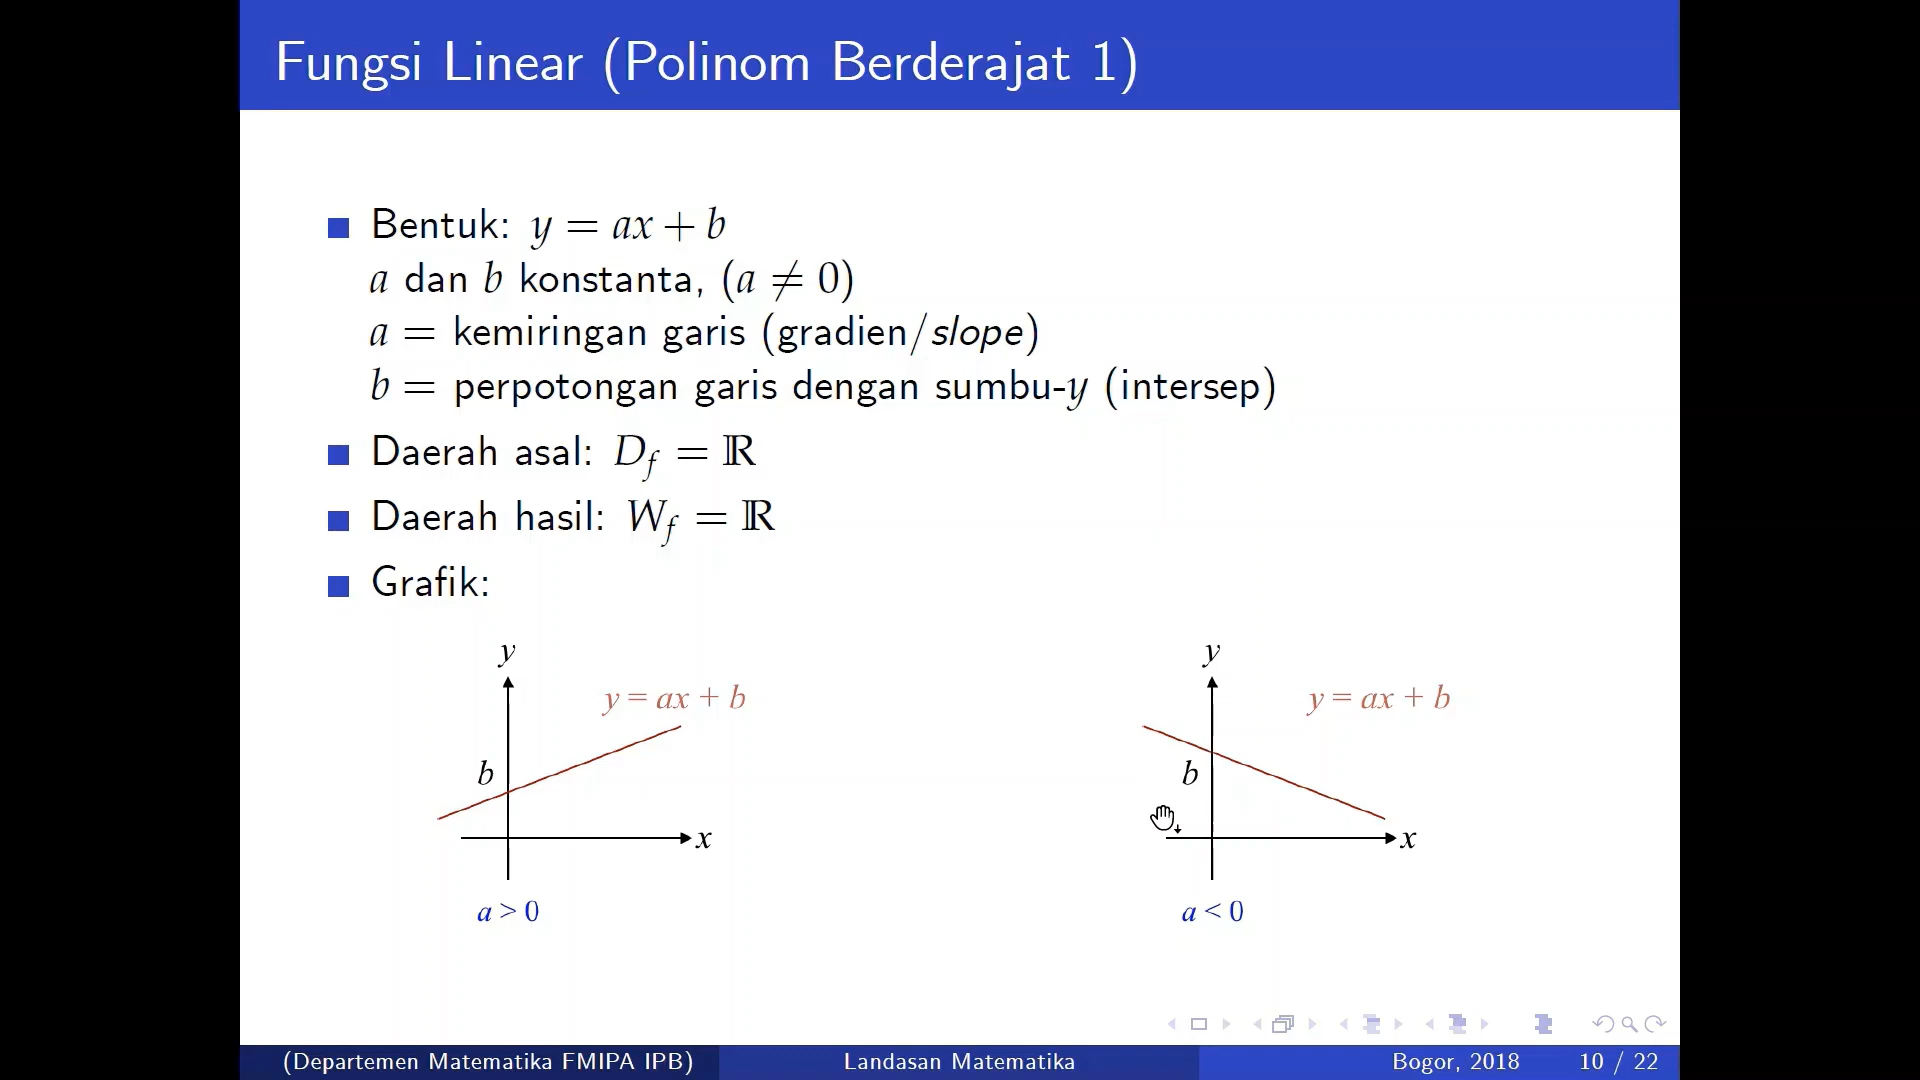 Fungsi Linear (Polinom Berderajat 1)
Bentuk: y = ax + b
a dan b konstanta, (a ≠ 0)
a = kemiringan garis (gradien/slope)
b = perpotongan garis dengan sumbu-y (intersep)
Daerah asal: D_f = ℝ
Daerah hasil: W_f = ℝ
Grafik:
y
y = ax + b
b
x
a > 0
y
y = ax + b
b
x
a < 0
(Departemen Matematika FMIPA IPB) Landasan Matematika Bogor, 2018 10 / 22